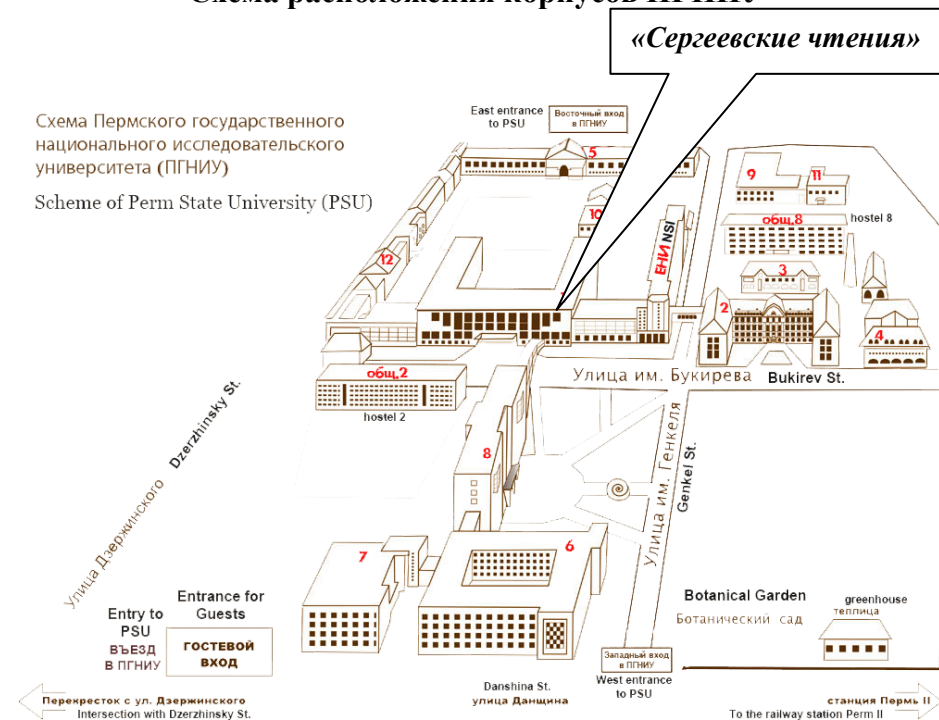 Схема расположения корпусов ПГНИУ
«Сергеевские чтения»
Схема Пермского государственного
национального исследовательского
университета (ПГНИУ)
Scheme of Perm State University (PSU)
East entrance
to PSU
Восточный вход
в ПГНИУ
5
9
11
10
общ.8
hostel 8
ЕНИ NSI
12
3
2
4
общ.2
hostel 2
Улица им. Букирева Bukirev St.
Улица Дзержинского Dzerzhinsky St.
8
Улица им. Генкеля
Genkel St.
7
6
Entry to
PSU
ВЪЕЗД
В ПГНИУ
Entrance for
Guests
ГОСТЕВОЙ
ВХОД
Botanical Garden
Ботанический сад
greenhouse
теплица
Западный вход
в ПГНИУ
West entrance
to PSU
Danshina St.
улица Данщина
Перекресток с ул. Дзержинского
Intersection with Dzerzhinsky St.
станция Пермь II
To the railway station Perm II